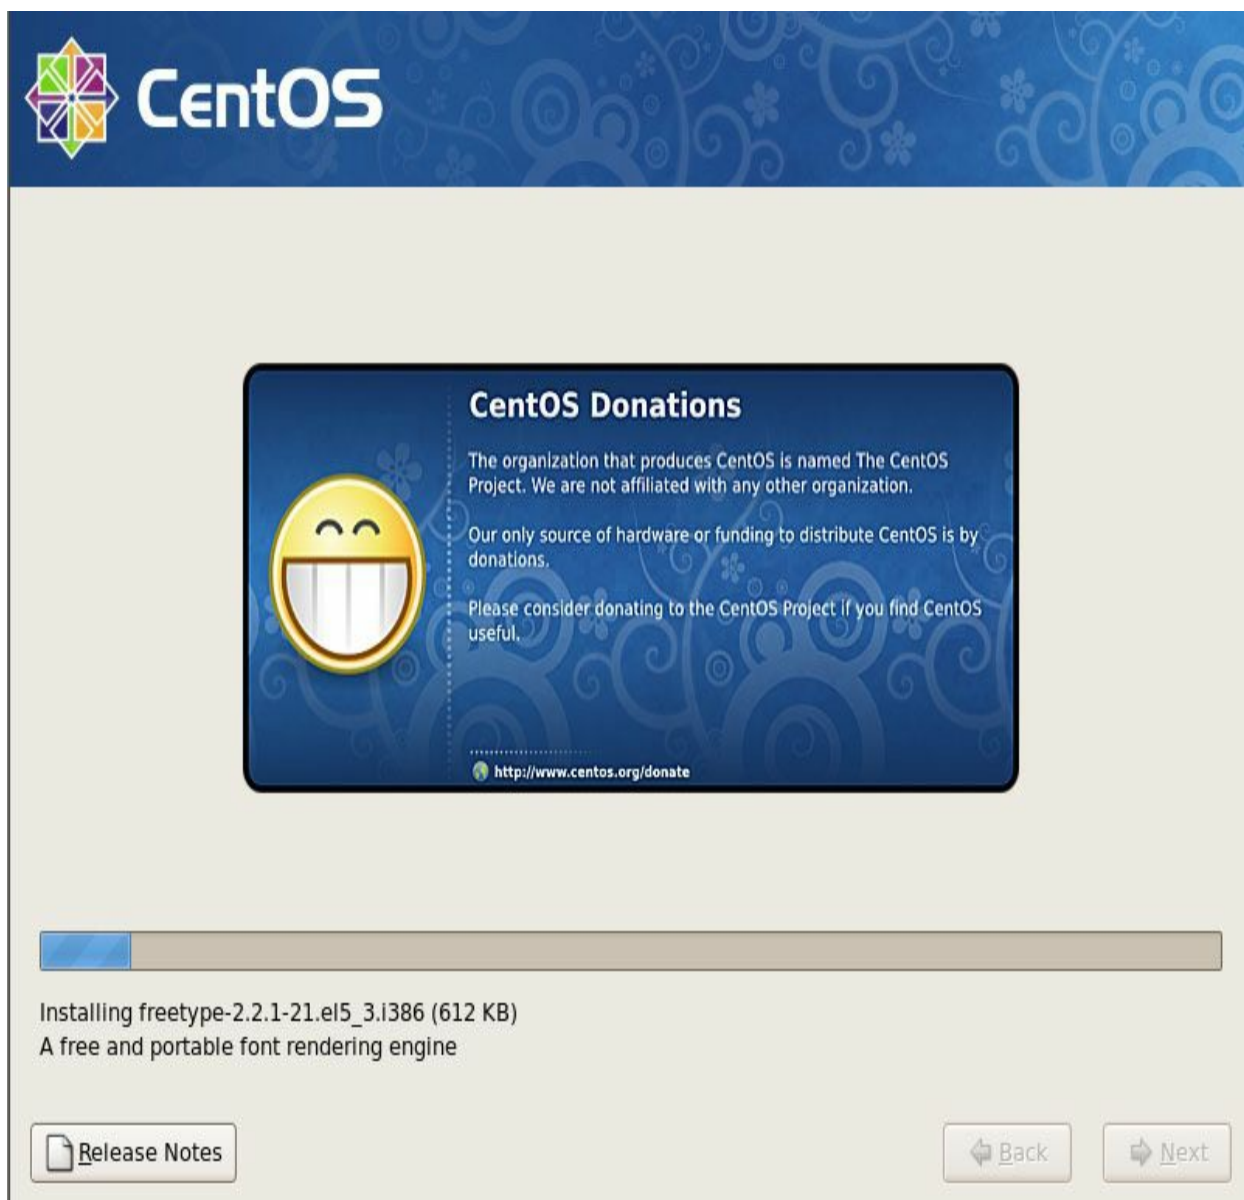 CentOS
CentOS Donations
The organization that produces CentOS is named The CentOS
Project. We are not affiliated with any other organization.
Our only source of hardware or funding to distribute CentOS is by
donations.
Please consider donating to the CentOS Project if you find CentOS
useful.
http://www.centos.org/donate
Installing freetype-2.2.1-21.el5_3.i386 (612 KB)
A free and portable font rendering engine
Release Notes
Back
Next